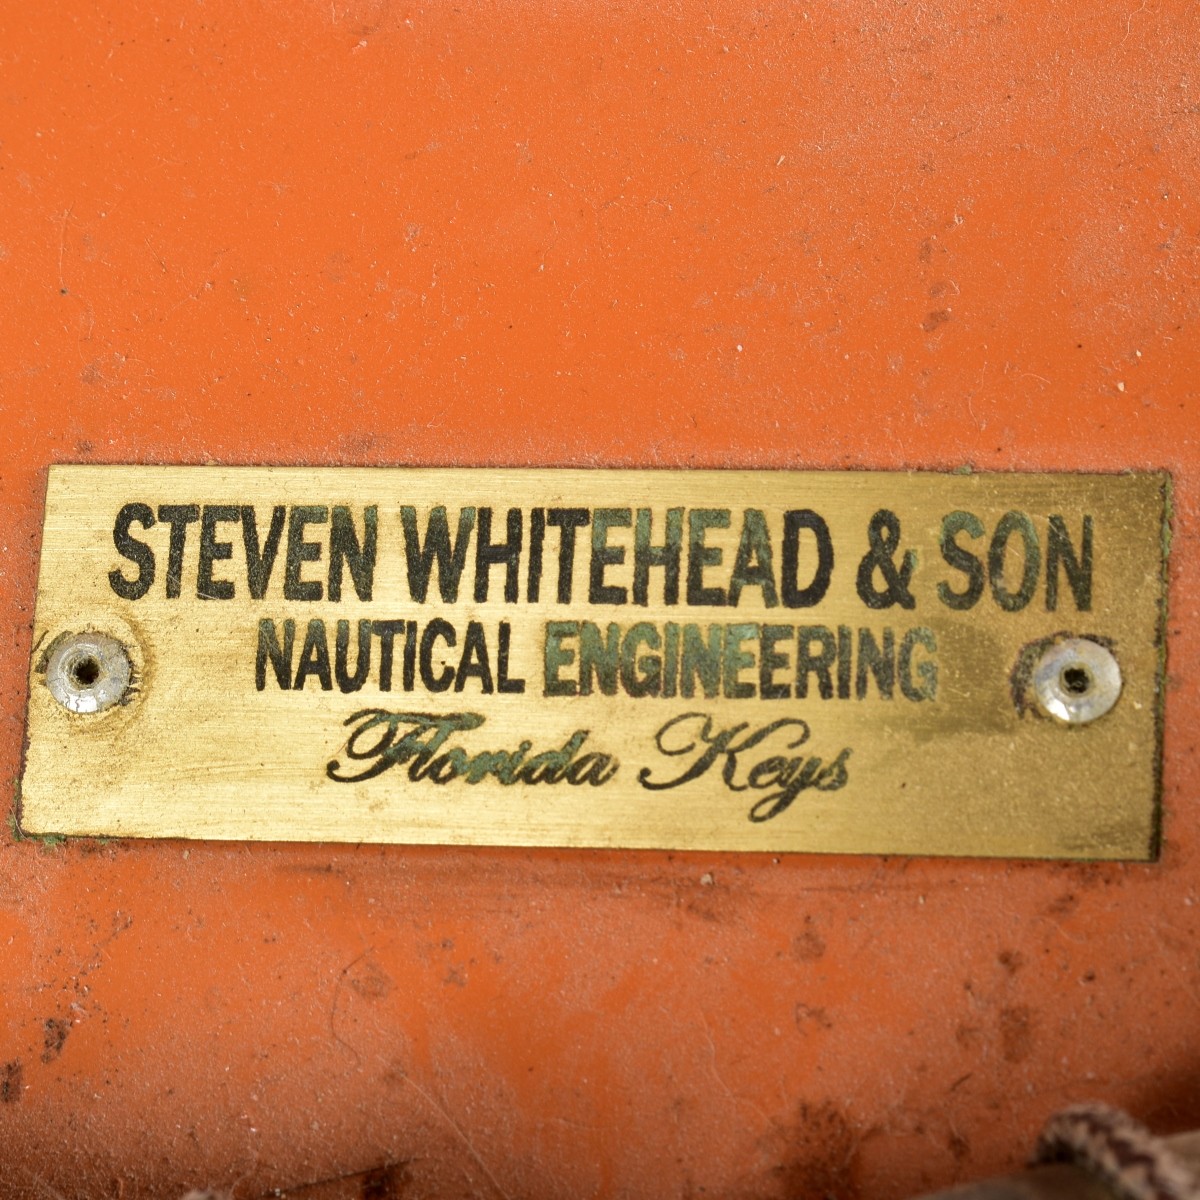 STEVEN WHITEHEAD & SON
NAUTICAL ENGINEERING
Florida Keys